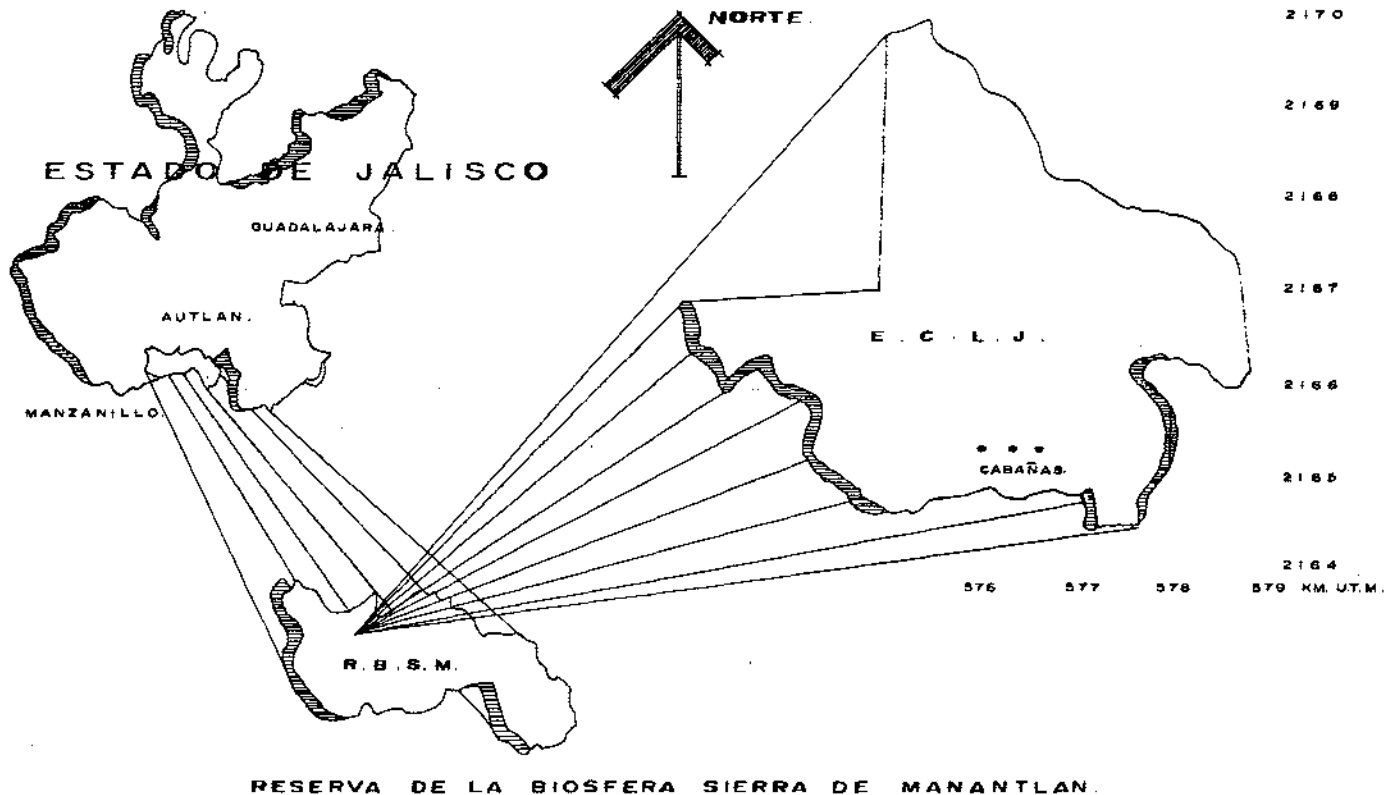 NORTE.
2170
2169
ESTADO DE JALISCO
2166
GUADALAJARA.
2167
AUTLAN.
E. C. L. J.
2166
MANZANILLO.
CABAÑAS.
2165
2164
576 577 578 579 KM. U.T.M.
R. B. S. M.
RESERVA DE LA BIOSFERA SIERRA DE MANANTLAN.